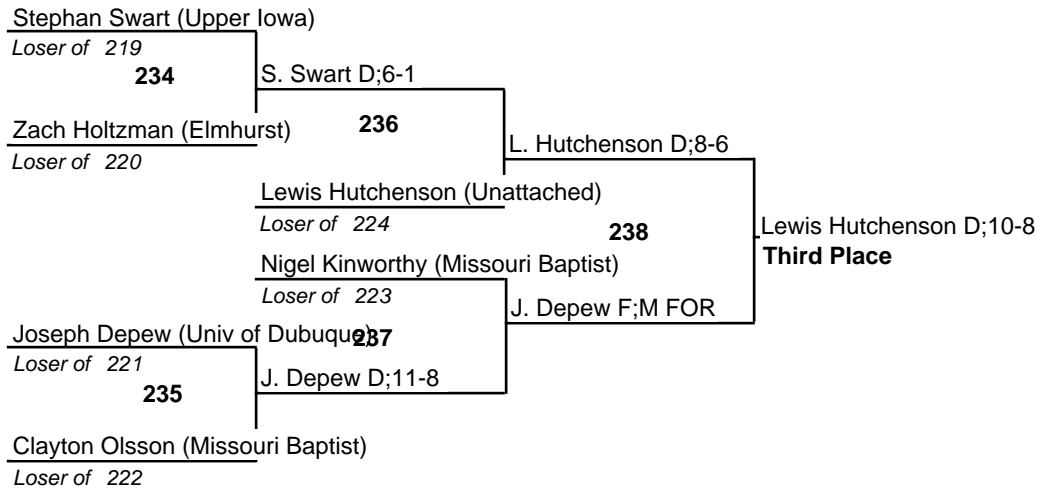 Stephan Swart (Upper Iowa)
Loser of 219
234
S. Swart D;6-1
Zach Holtzman (Elmhurst)
Loser of 220
236
L. Hutchenson D;8-6
Lewis Hutchenson (Unattached)
Loser of 224
238
Lewis Hutchenson D;10-8
Third Place
Nigel Kinworthy (Missouri Baptist)
Loser of 223
J. Depew F;M FOR
Joseph Depew (Univ of Dubuque)
237
Loser of 221
235
J. Depew D;11-8
Clayton Olsson (Missouri Baptist)
Loser of 222